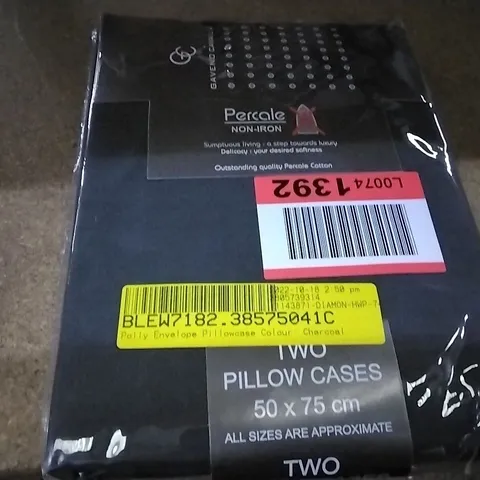 Percale
NON-IRON
Sumptuous living : a step towards luxury
Delicacy : your desired softness
Outstanding quality Percale Cotton
L0074 1392
2022-10-18 2:50 pm
BLEW7182.38575041C
Polly Envelope Pillowcase Colour Charcoal
TWO
PILLOW CASES
50 x 75 cm
ALL SIZES ARE APPROXIMATE
TWO